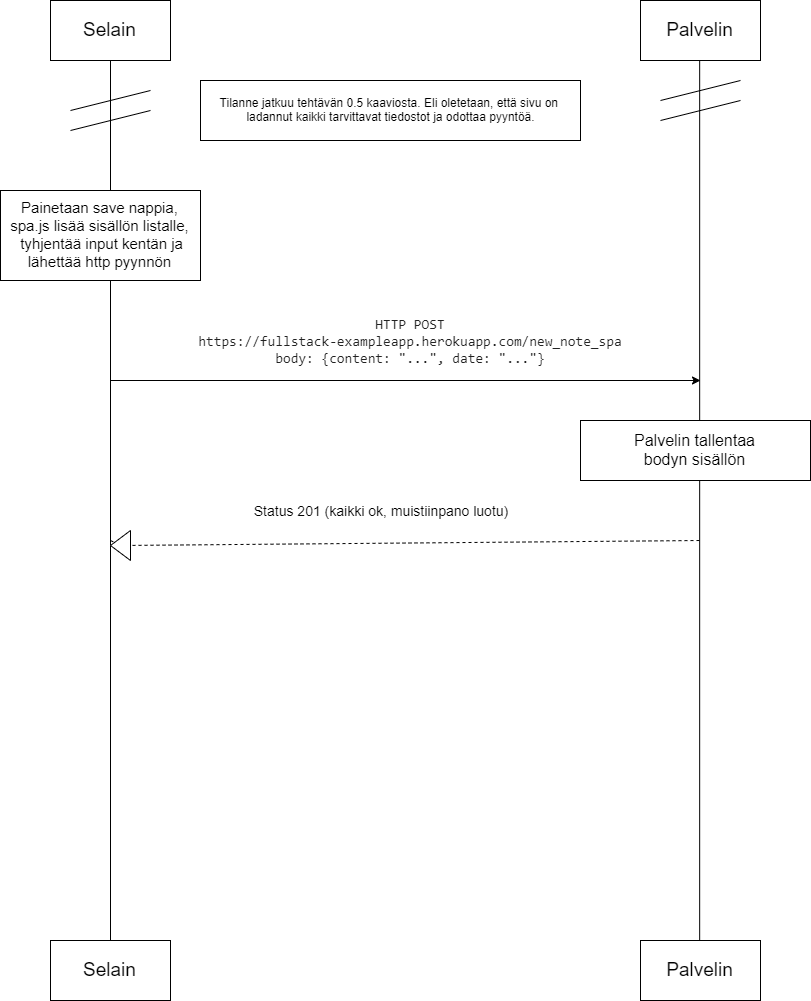 Selain
Palvelin
Tilanne jatkuu tehtävän 0.5 kaaviosta. Eli oletetaan, että sivu on
ladannut kaikki tarvittavat tiedostot ja odottaa pyyntöä.
Painetaan save nappia,
spa.js lisää sisällön listalle,
tyhjentää input kentän ja
lähettää http pyynnön
HTTP POST
https://fullstack-exampleapp.herokuapp.com/new_note_spa
body: {content: "...", date: "..."}
Palvelin tallentaa
bodyn sisällön
Status 201 (kaikki ok, muistiinpano luotu)
Selain
Palvelin